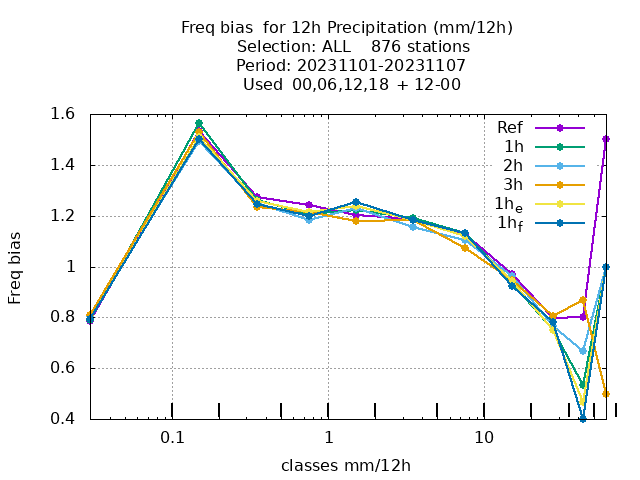 Freq bias  for 12h Precipitation (mm/12h)
Selection: ALL    876 stations
Period: 20231101-20231107
Used  00,06,12,18  + 12-00
Freq bias
1.6
1.4
1.2
1
0.8
0.6
0.4
Ref
1h
2h
3h
1he
1hf
0.1 1 10
classes mm/12h